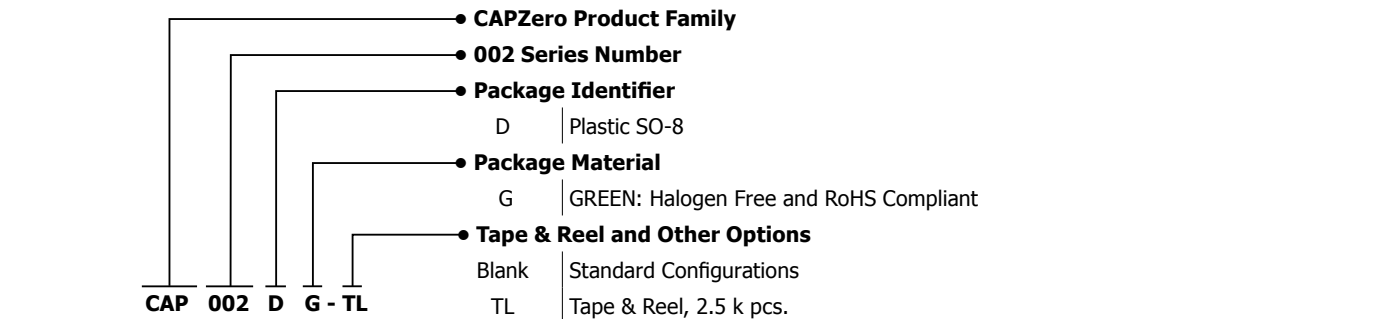 CAPZero Product Family
002 Series Number
Package Identifier
D Plastic SO-8
Package Material
G GREEN: Halogen Free and RoHS Compliant
Tape & Reel and Other Options
Blank Standard Configurations
TL Tape & Reel, 2.5 k pcs.
CAP 002 D G - TL